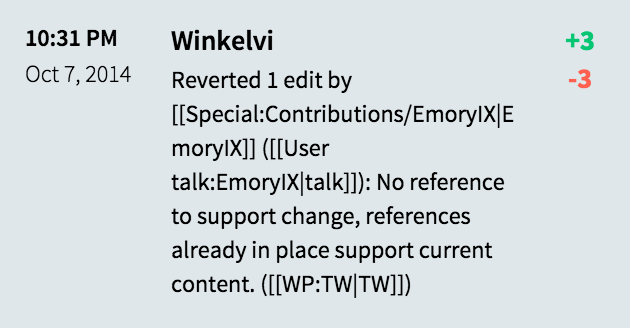 10:31 PM Winkelvi +3
Oct 7, 2014 Reverted 1 edit by -3
[[Special:Contributions/EmoryIX|E
moryIX]] ([[User
talk:EmoryIX|talk]]): No reference
to support change, references
already in place support current
content. ([[WP:TW|TW]])